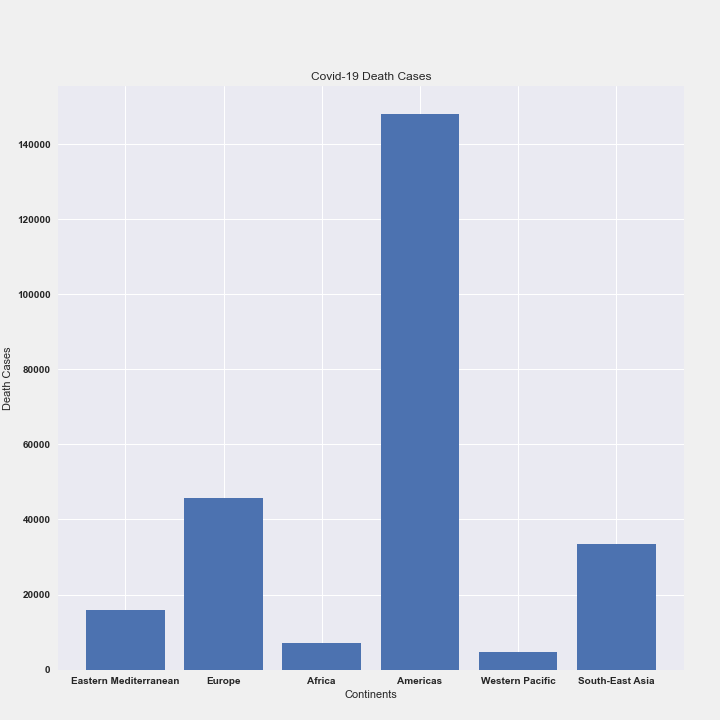 Covid-19 Death Cases
Death Cases
140000
120000
100000
80000
60000
40000
20000
0
Eastern Mediterranean Europe Africa Americas Western Pacific South-East Asia
Continents